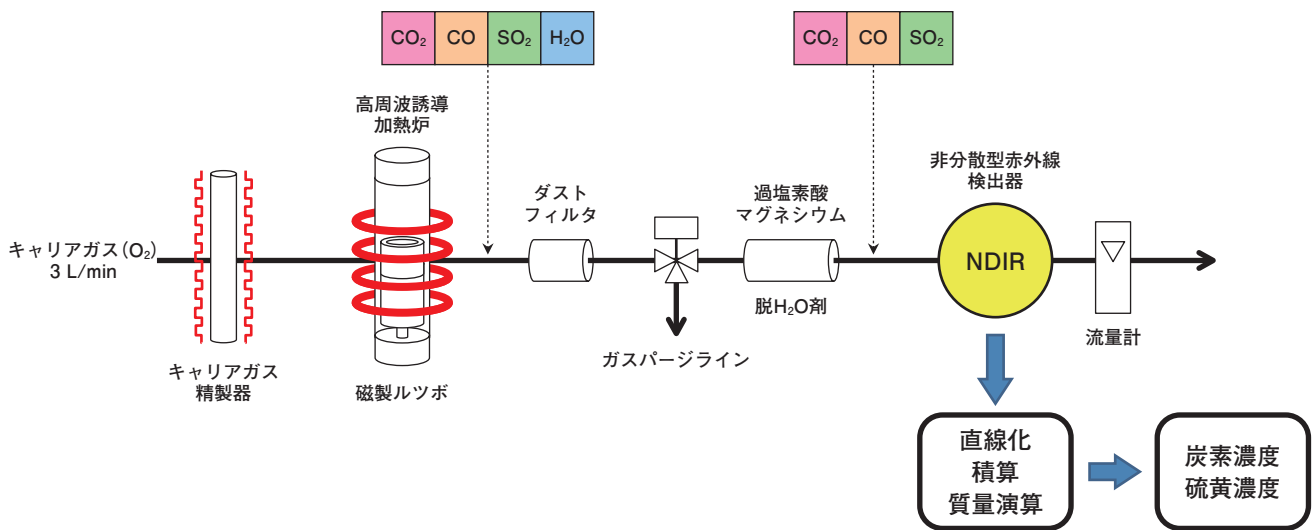 CO₂ CO SO₂ H₂O
CO₂ CO SO₂
高周波誘導
加熱炉
非分散型赤外線
検出器
ダスト
フィルタ
過塩素酸
マグネシウム
キャリアガス(O₂)
3 L/min
NDIR
脱H₂O剤
流量計
ガスパージライン
キャリアガス
精製器
磁製ルツボ
直線化
積算
質量演算
炭素濃度
硫黄濃度